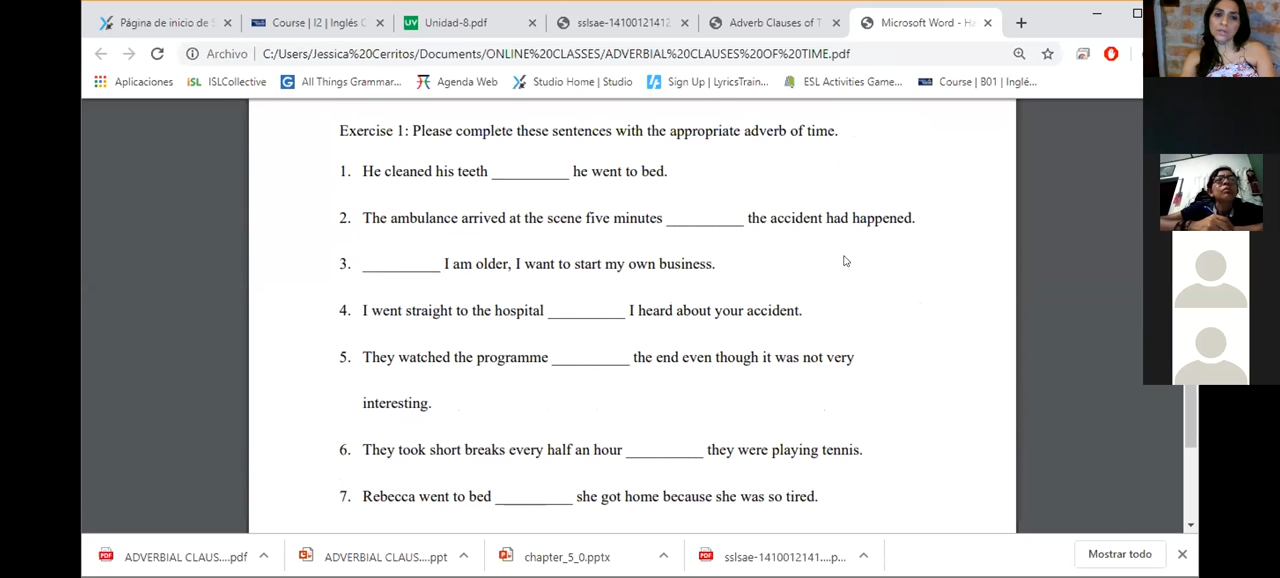 Página de inicio de S
Course | I2 | Inglés C
Unidad-8.pdf
sslsae-14100121412
Adverb Clauses of T
Microsoft Word - Ha
Archivo
C:/Users/Jessica%20Cerritos/Documents/ONLINE%20CLASSES/ADVERBIAL%20CLAUSES%20OF%20TIME.pdf
Aplicaciones
iSL ISLCollective
All Things Grammar...
Agenda Web
Studio Home | Studio
Sign Up | LyricsTrain...
ESL Activities Game...
Course | B01 | Inglé...
Exercise 1: Please complete these sentences with the appropriate adverb of time.
1. He cleaned his teeth __________ he went to bed.
2. The ambulance arrived at the scene five minutes __________ the accident had happened.
3. __________ I am older, I want to start my own business.
4. I went straight to the hospital __________ I heard about your accident.
5. They watched the programme __________ the end even though it was not very
interesting.
6. They took short breaks every half an hour __________ they were playing tennis.
7. Rebecca went to bed __________ she got home because she was so tired.
ADVERBIAL CLAUS....pdf
ADVERBIAL CLAUS....ppt
chapter_5_0.pptx
sslsae-1410012141....p...
Mostrar todo